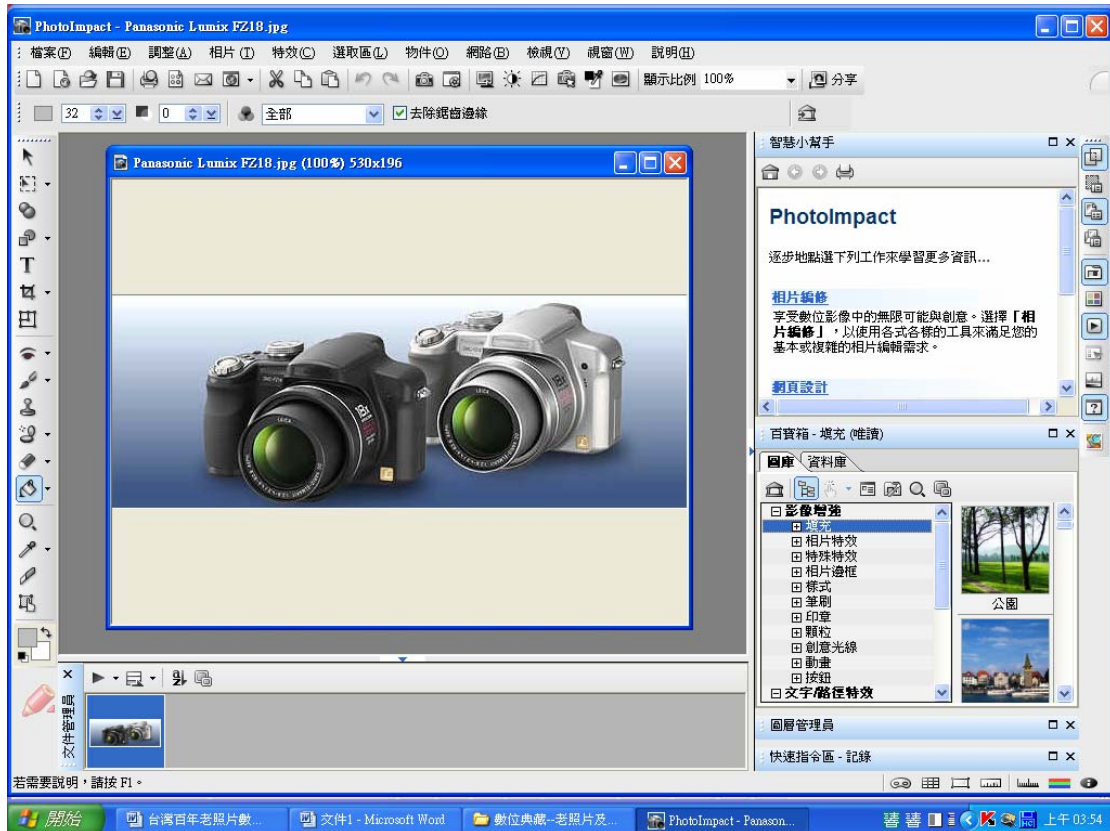 PhotoImpact - Panasonic Lumix FZ18.jpg
檔案(F) 編輯(E) 調整(A) 相片(T) 特效(C) 選取區(L) 物件(O) 網路(B) 檢視(V) 視窗(W) 說明(H)
顯示比例 100% 分享
32 0 全部 去除鋸齒邊緣
Panasonic Lumix FZ18.jpg (100%) 530x196
智慧小幫手
PhotoImpact
逐步地點選下列工作來學習更多資訊...
相片編修
享受數位影像中的無限可能與創意。選擇「相
片編修」，以使用各式各樣的工具來滿足您的
基本或複雜的相片編輯需求。
網頁設計
百寶箱 - 填充 (唯讀)
圖庫 資料庫
影像增強
填充
相片特效
特殊特效
相片邊框
樣式
筆刷
印章
顆粒
創意光線
動畫
按鈕
文字/路徑特效
公園
LEICA
18x
文件管理員
圖層管理員
快速指令區 - 記錄
若需要說明，請按 F1。
開始 台灣百年老照片數... 文件1 - Microsoft Word 數位典藏--老照片及... PhotoImpact - Panason... 上午 03:54